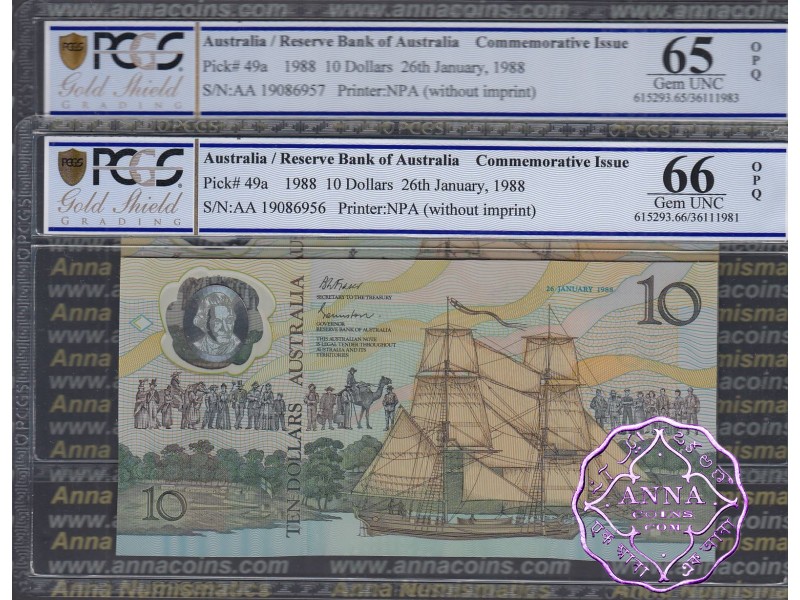 PCGS
Gold Shield
GRADING
Australia / Reserve Bank of Australia Commemorative Issue
Pick# 49a 1988 10 Dollars 26th January, 1988
S/N:AA 19086957 Printer:NPA (without imprint)
65
Gem UNC
615293.65/36111983
OPQ
PCGS
Gold Shield
GRADING
Australia / Reserve Bank of Australia Commemorative Issue
Pick# 49a 1988 10 Dollars 26th January, 1988
S/N:AA 19086956 Printer:NPA (without imprint)
66
Gem UNC
615293.66/36111981
OPQ
SECRETARY TO THE TREASURY
GOVERNOR
RESERVE BANK OF AUSTRALIA
THIS AUSTRALIAN NOTE
IS LEGAL TENDER THROUGHOUT
AUSTRALIA AND ITS
TERRITORIES
26 JANUARY 1988
10
TEN DOLLARS AUSTRALIA
10
ANNA
COINS
.COM
www.annacoins.com
Anna Numismatics